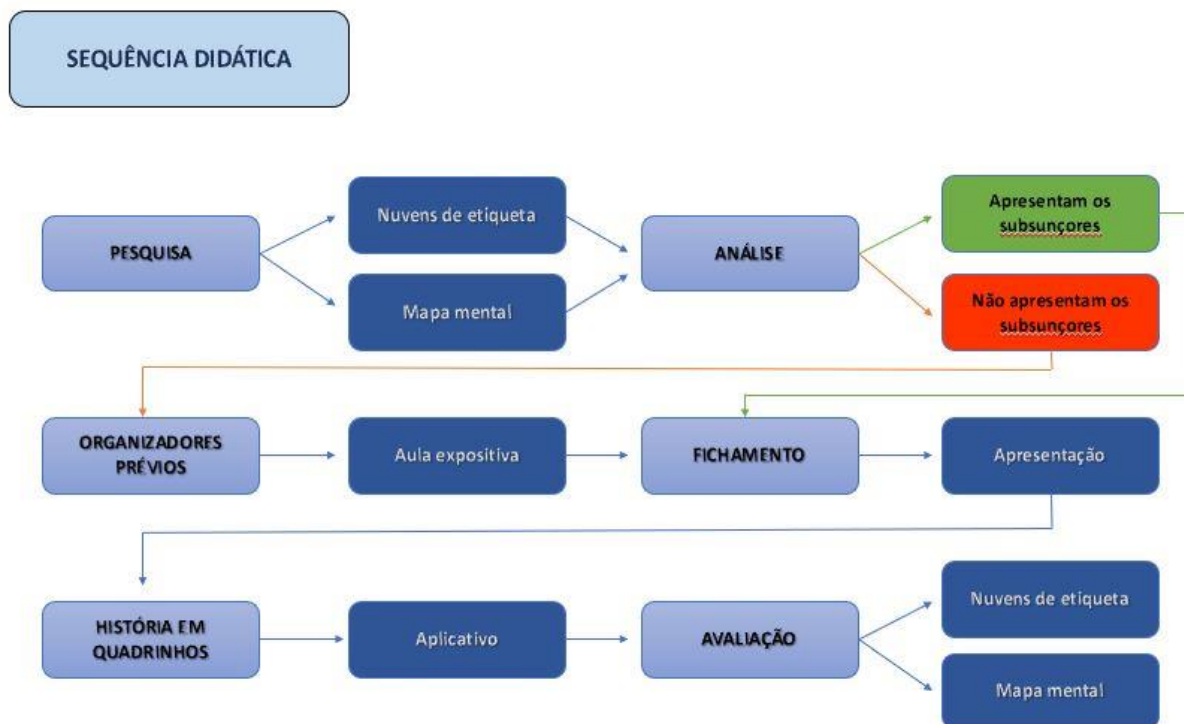 SEQUÊNCIA DIDÁTICA
PESQUISA
Nuvens de etiqueta
Mapa mental
ANÁLISE
Apresentam os
subsunçores
Não apresentam os
subsunçores
ORGANIZADORES
PRÉVIOS
Aula expositiva
FICHAMENTO
Apresentação
HISTÓRIA EM
QUADRINHOS
Aplicativo
AVALIAÇÃO
Nuvens de etiqueta
Mapa mental